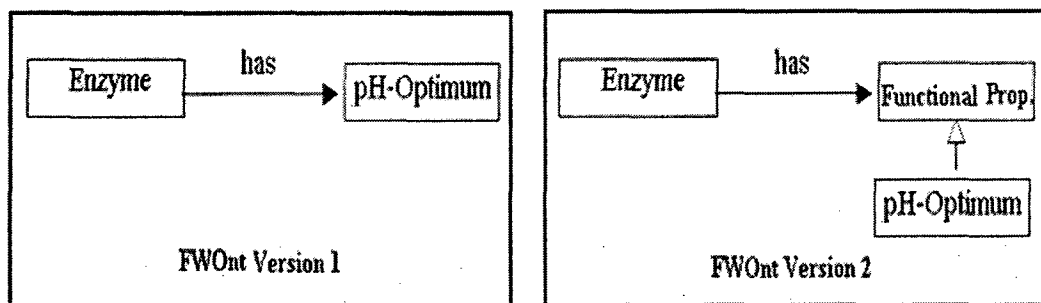 Enzyme
has
pH-Optimum
FWOnt Version 1
Enzyme
has
Functional Prop.
pH-Optimum
FWOnt Version 2